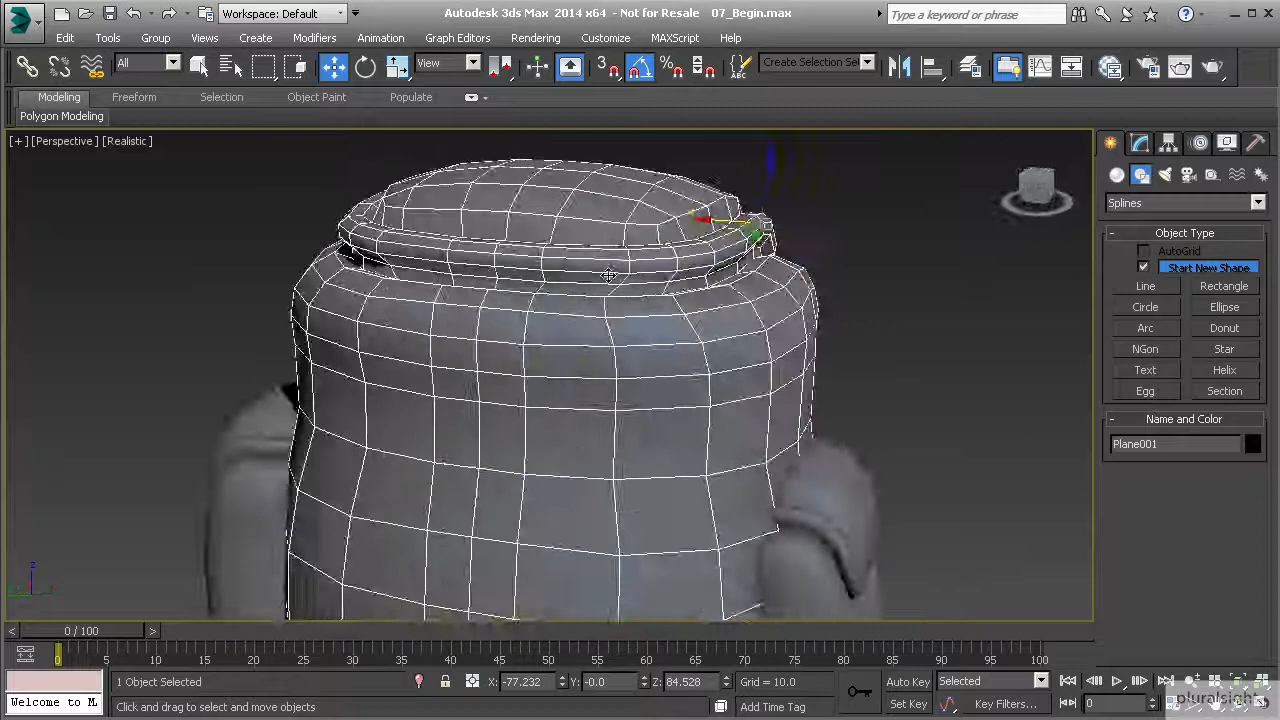 Workspace: Default
Autodesk 3ds Max 2014 x64 - Not for Resale 07_Begin.max
Type a keyword or phrase
Edit Tools Group Views Create Modifiers Animation Graph Editors Rendering Customize MAXScript Help
All View Create Selection Se
Modeling Freeform Selection Object Paint Populate
Polygon Modeling
[+] [Perspective] [Realistic]
Splines
- Object Type
AutoGrid
Start New Shape
Line Rectangle
Circle Ellipse
Arc Donut
NGon Star
Text Helix
Egg Section
- Name and Color
Plane001
z
< 0 / 100 >
0 5 10 15 20 25 30 35 40 45 50 55 60 65 70 75 80 85 90 95 100
1 Object Selected X: -77.232 Y: -0.0 Z: 84.528 Grid = 10.0 Auto Key Selected
Welcome to M Click and drag to select and move objects Add Time Tag Set Key Key Filters... 0
pluralsight